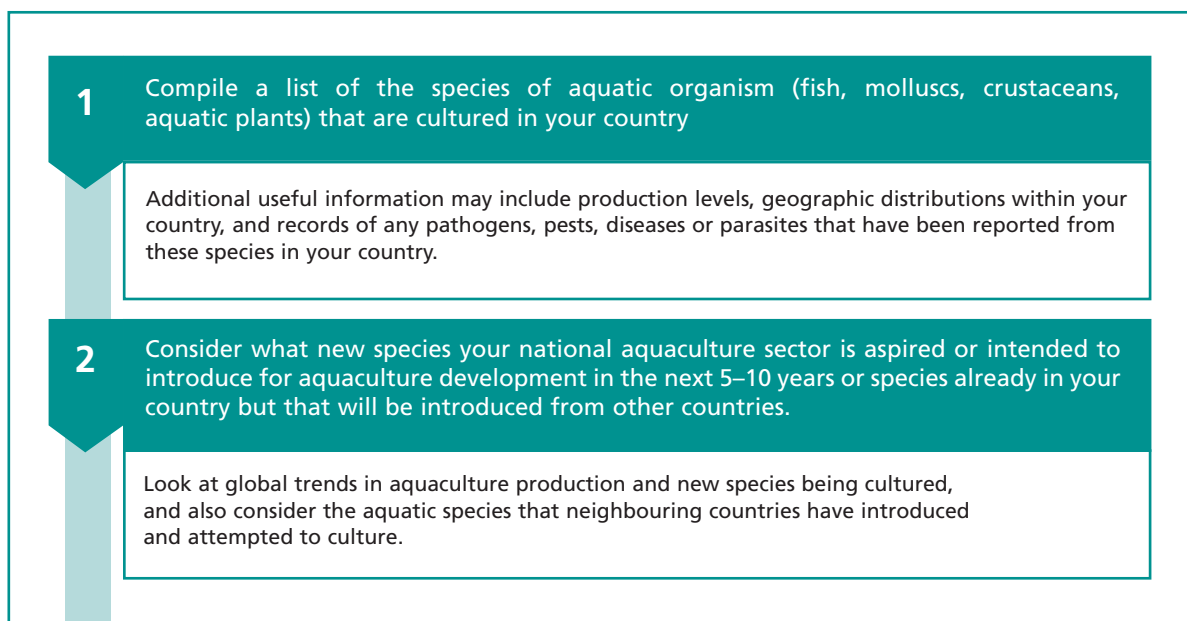 1
Compile a list of the species of aquatic organism (fish, molluscs, crustaceans,
aquatic plants) that are cultured in your country
Additional useful information may include production levels, geographic distributions within your
country, and records of any pathogens, pests, diseases or parasites that have been reported from
these species in your country.
2
Consider what new species your national aquaculture sector is aspired or intended to
introduce for aquaculture development in the next 5–10 years or species already in your
country but that will be introduced from other countries.
Look at global trends in aquaculture production and new species being cultured,
and also consider the aquatic species that neighbouring countries have introduced
and attempted to culture.